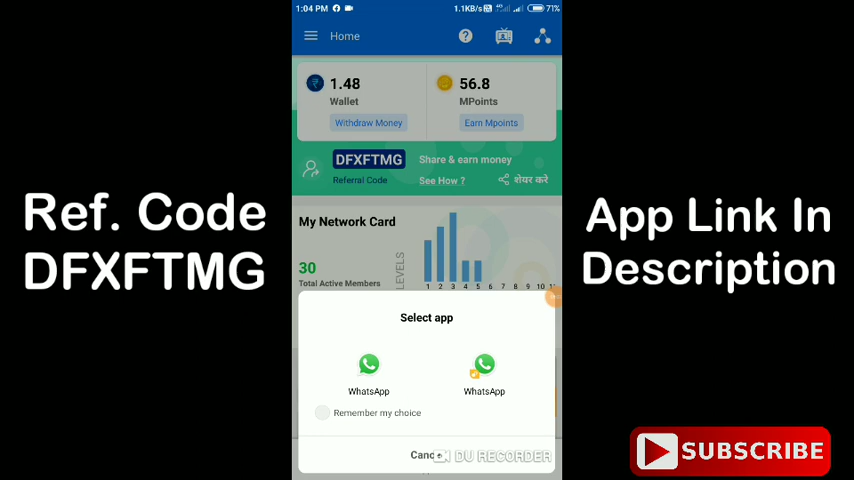 1:04 PM
1.1KB/s
4G
71%
Home
1.48
Wallet
Withdraw Money
56.8
MPoints
Earn Mpoints
DFXFTMG
Referral Code
Share & earn money
See How ?
शेयर करे
Ref. Code
DFXFTMG
App Link In
Description
My Network Card
30
Total Active Members
LEVELS
1 2 3 4 5 6 7 8 9 10
Select app
WhatsApp
WhatsApp
Remember my choice
DU RECORDER
SUBSCRIBE